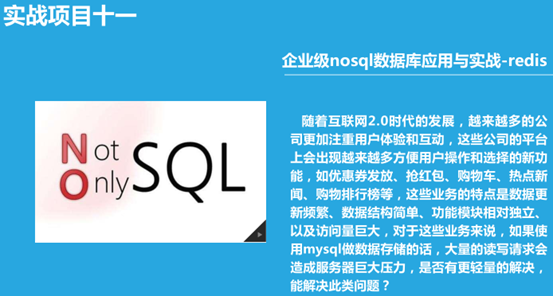 实战项目十一
企业级nosql数据库应用与实战-redis
Not
Only
SQL
随着互联网2.0时代的发展，越来越多的公
司更加注重用户体验和互动，这些公司的平台
上会出现越来越多方便用户操作和选择的新功
能，如优惠券发放、抢红包、购物车、热点新
闻、购物排行榜等，这些业务的特点是数据更
新频繁、数据结构简单、功能模块相对独立、
以及访问量巨大，对于这些业务来说，如果使
用mysql做数据存储的话，大量的读写请求会
造成服务器巨大压力，是否有更轻量的解决，
能解决此类问题？